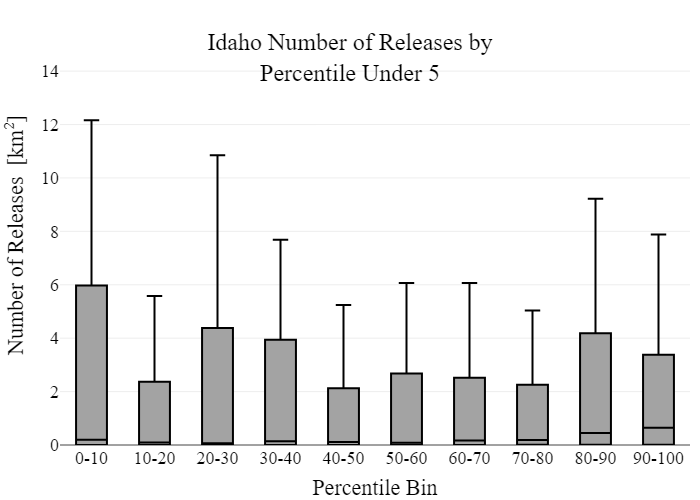 Idaho Number of Releases by
Percentile Under 5
Number of Releases [km²]
14
12
10
8
6
4
2
0
0-10 10-20 20-30 30-40 40-50 50-60 60-70 70-80 80-90 90-100
Percentile Bin